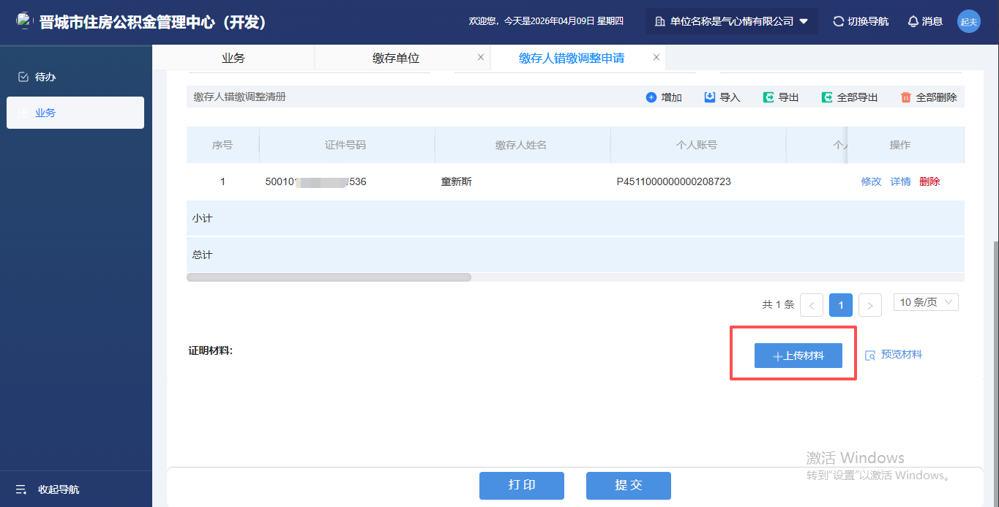 晋城市住房公积金管理中心（开发）
欢迎您，今天是2026年04月09日 星期四
单位名称是气心情有限公司
切换导航
消息
起夫
待办
业务
收起导航
业务
缴存单位
缴存人错缴调整申请
缴存人错缴调整清册
增加
导入
导出
全部导出
全部删除
序号 证件号码 缴存人姓名 个人账号 操作
1 50010 536 童新斯 P4511000000000208723 修改 详情 删除
小计
总计
共 1 条 < 1 > 10 条/页
证明材料:
＋上传材料
预览材料
激活 Windows
转到"设置"以激活 Windows。
打 印
提 交